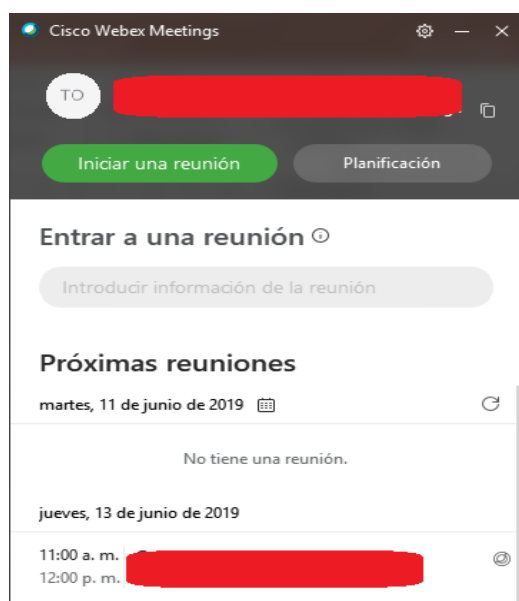 Cisco Webex Meetings
TO
Iniciar una reunión
Planificación
Entrar a una reunión
Introducir información de la reunión
Próximas reuniones
martes, 11 de junio de 2019
No tiene una reunión.
jueves, 13 de junio de 2019
11:00 a. m.
12:00 p. m.